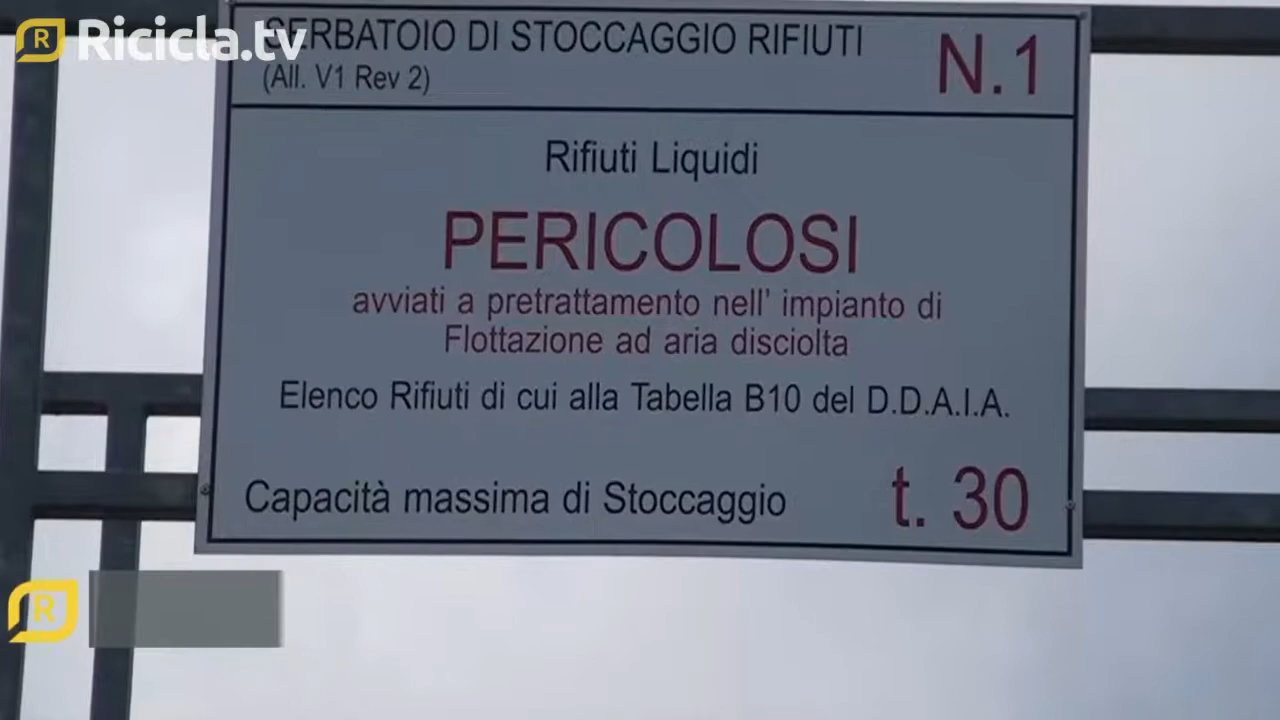 Ricicla.tv
SERBATOIO DI STOCCAGGIO RIFIUTI
(All. V1 Rev 2)
N.1
Rifiuti Liquidi
PERICOLOSI
avviati a pretrattamento nell' impianto di
Flottazione ad aria disciolta
Elenco Rifiuti di cui alla Tabella B10 del D.D.A.I.A.
Capacità massima di Stoccaggio
t. 30
R